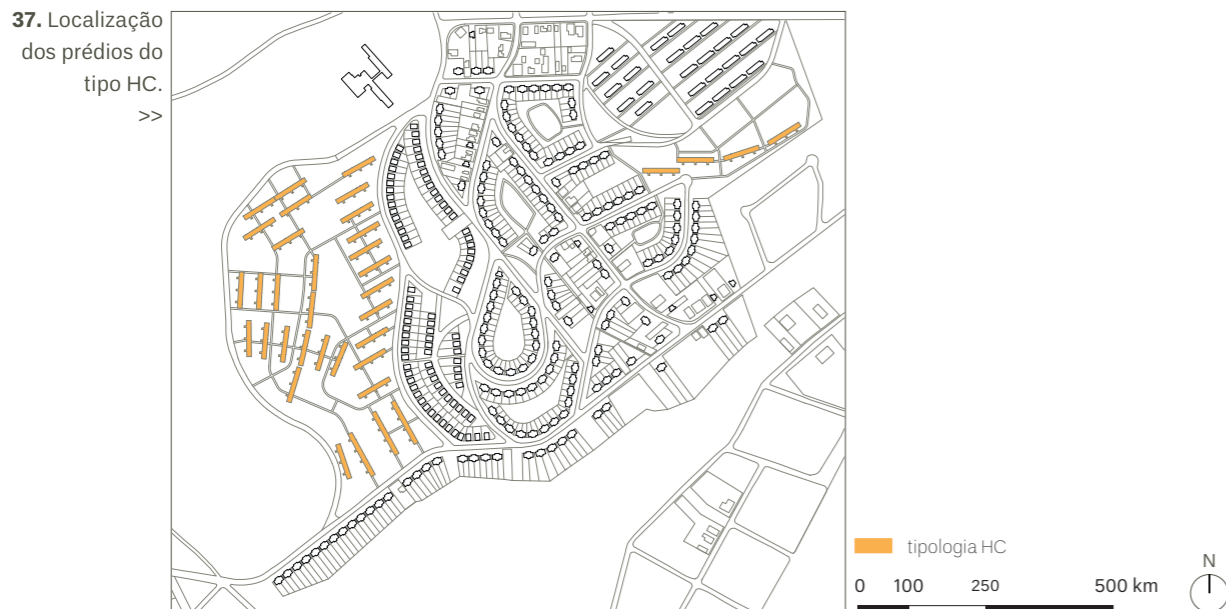 37. Localização
dos prédios do
tipo HC.
>>
tipologia HC
0 100 250 500 km
N